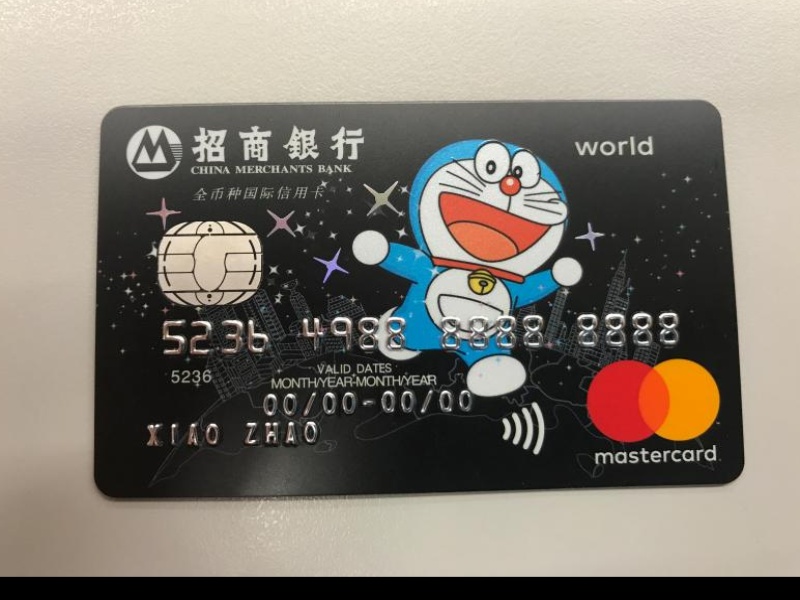 招商銀行
CHINA MERCHANTS BANK
全币种国际信用卡
world
5236 4988 8888 8888
5236
VALID DATES
MONTH/YEAR-MONTH/YEAR
00/00-00/00
XIAO ZHAO
mastercard